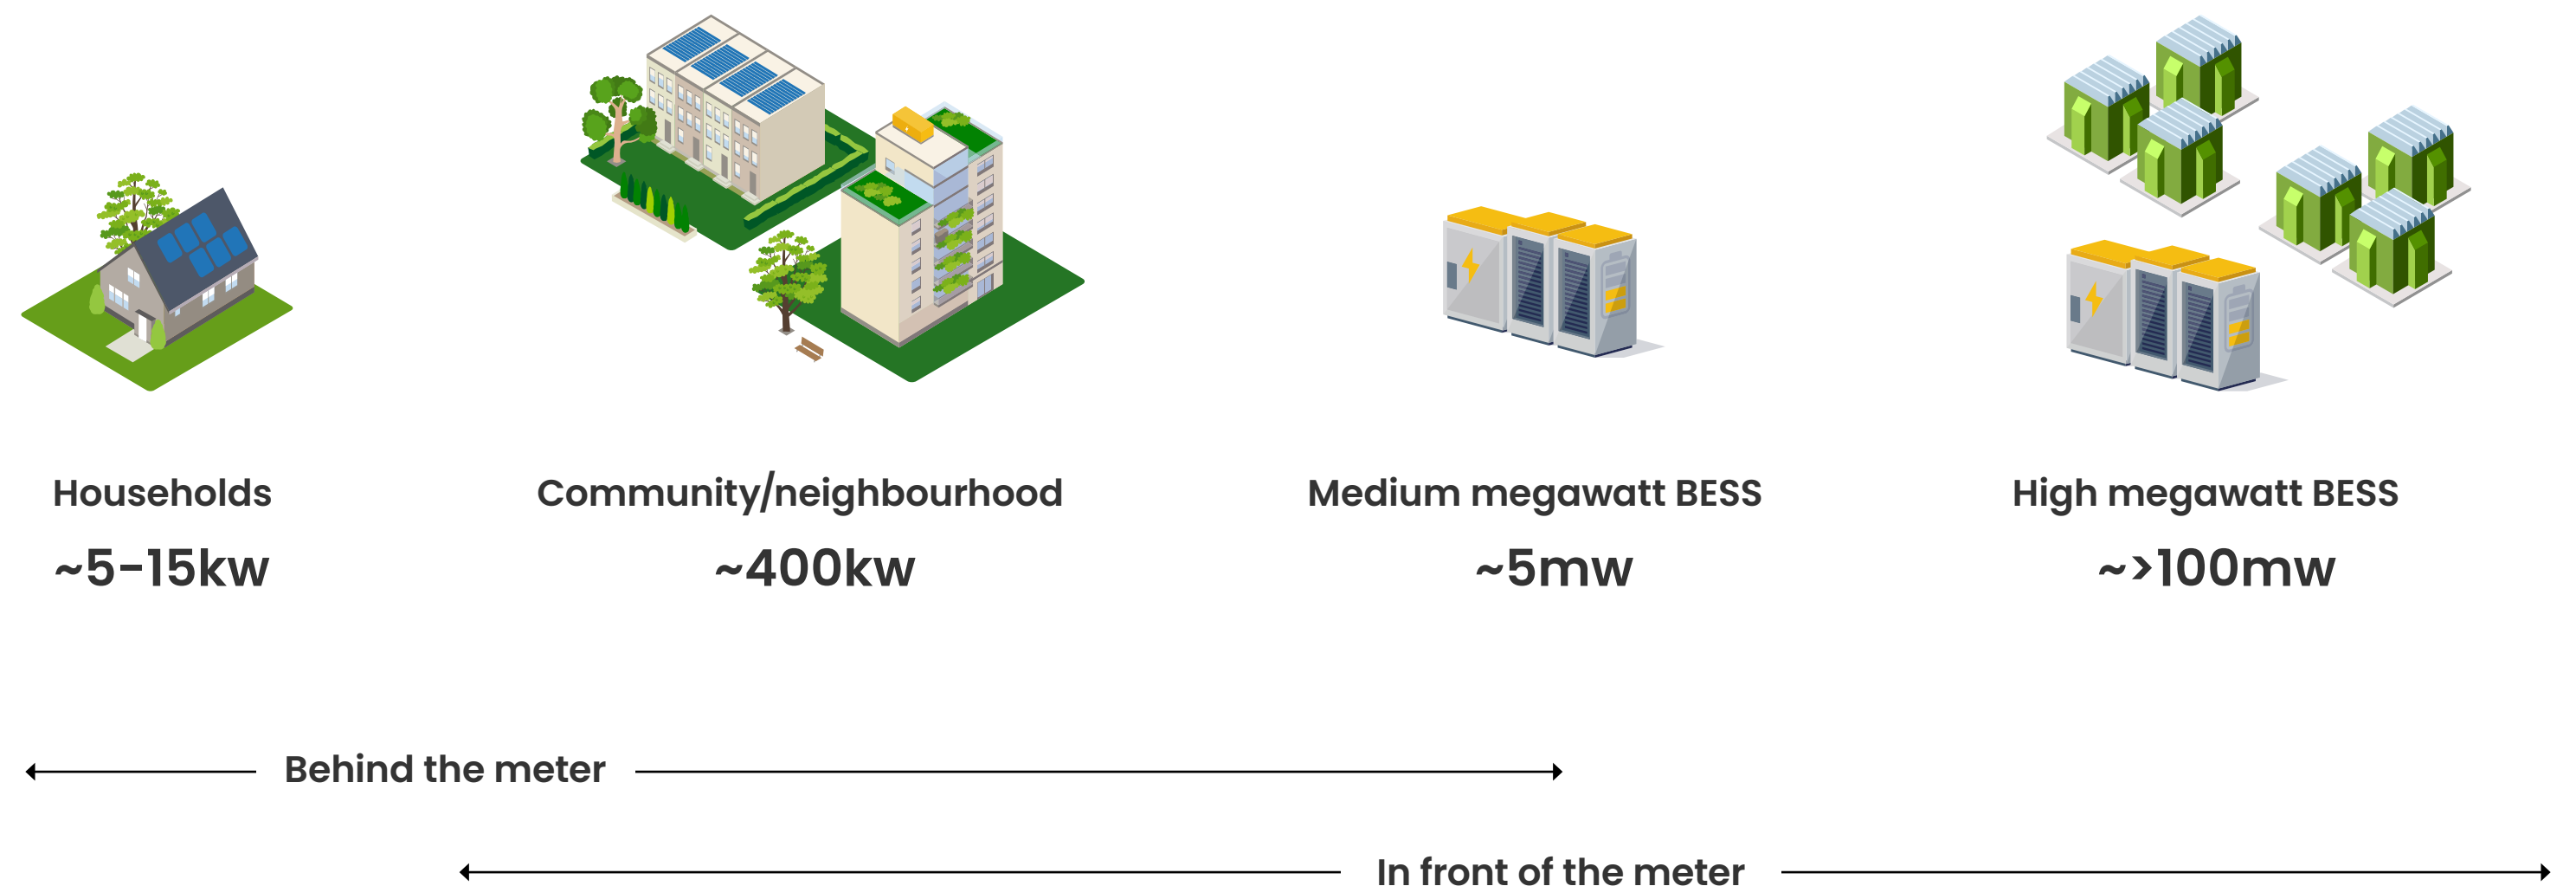 Households
~5-15kw
Community/neighbourhood
~400kw
Medium megawatt BESS
~5mw
High megawatt BESS
~>100mw
Behind the meter
In front of the meter